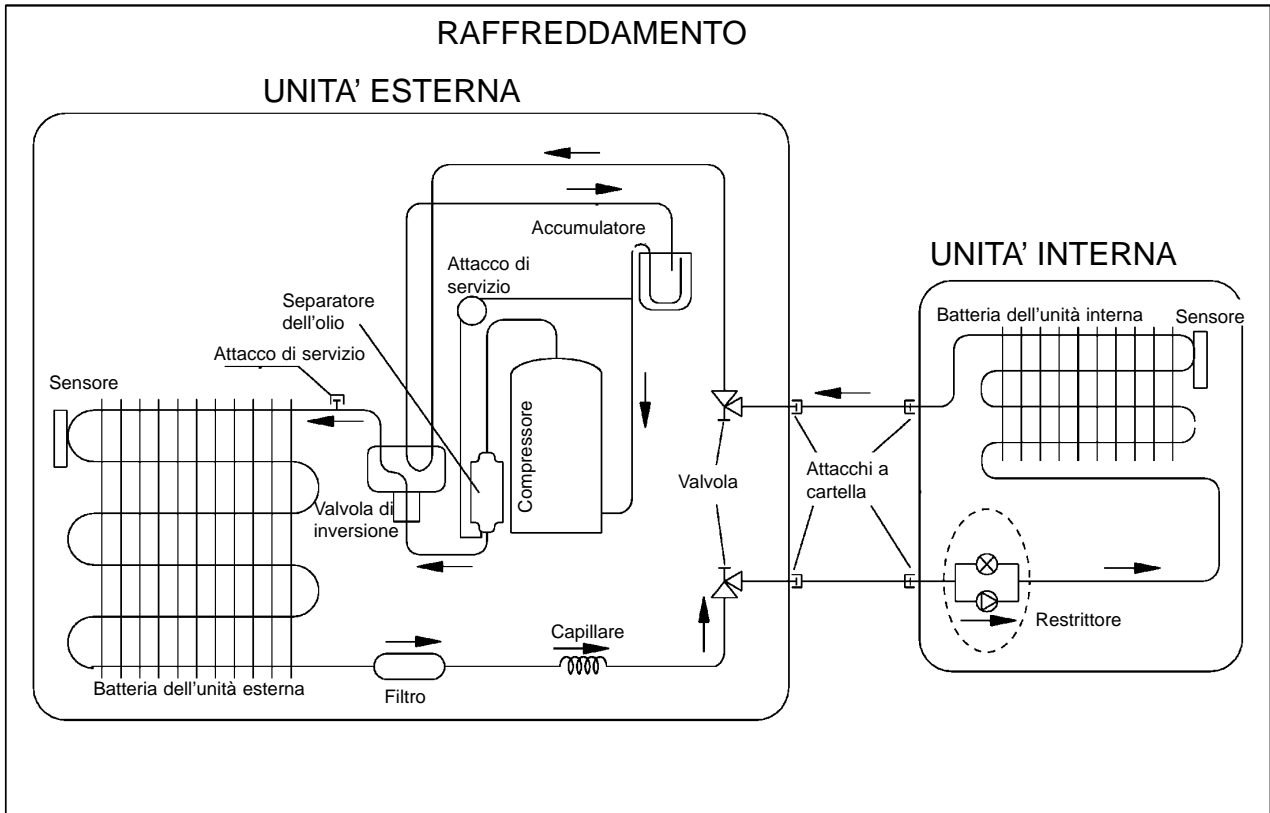 RAFFREDDAMENTO
UNITA’ ESTERNA
Accumulatore
Attacco di
servizio
Separatore
dell’olio
Attacco di servizio
Sensore
Compressore
Valvola di
inversione
Valvola
Attacchi a
cartella
Capillare
Filtro
Batteria dell’unità esterna
UNITA’ INTERNA
Batteria dell’unità interna
Sensore
Restrittore